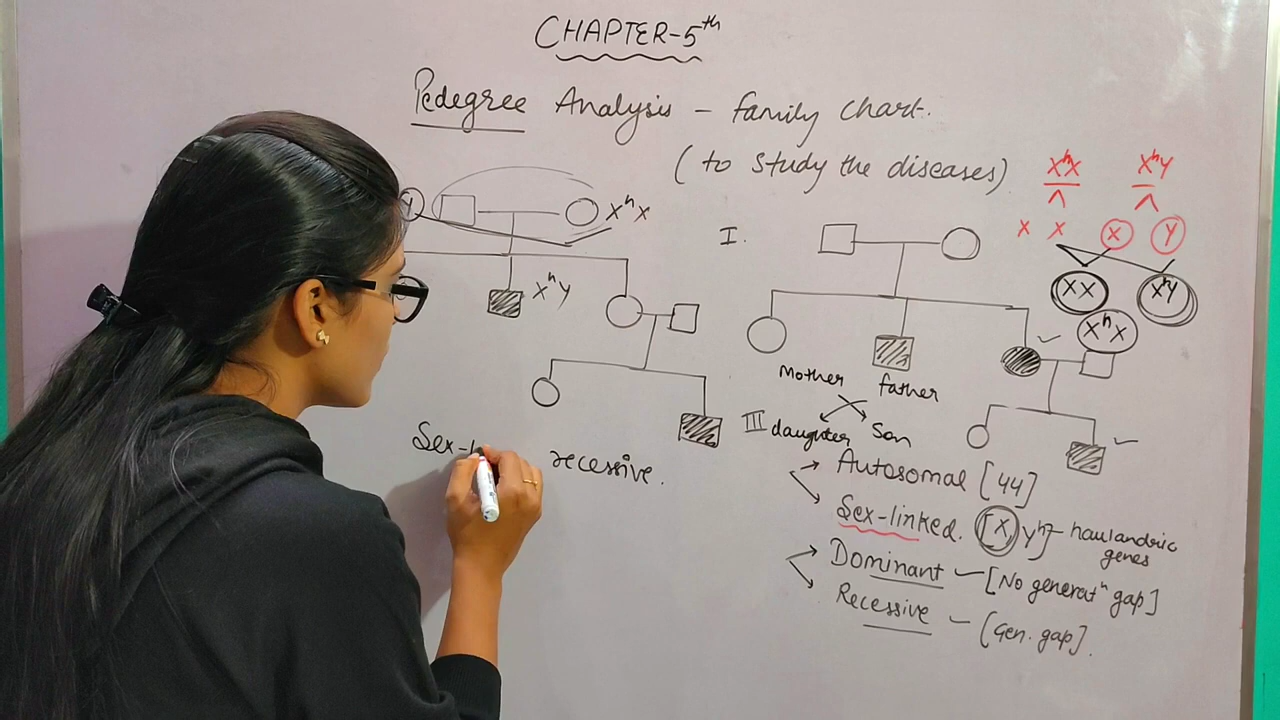 CHAPTER-5th
Pedegree Analysis - family chart.
(to study the diseases)
XhX XhY
X X X Y
XX XhY
XhX
Y XhX
XhY
I.
Mother father
III daughter Son
Sex-l recessive.
Autosomal [44]
Sex-linked. [X, Yh] - haulandric genes
Dominant - [No generatn gap]
Recessive - [Gen. gap].